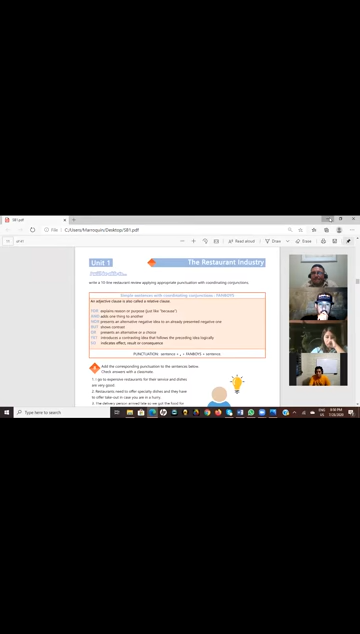 SB1.pdf
File
C:/Users/Marroquin/Desktop/SB1.pdf
of 61
Read aloud
Draw
Erase
Unit 1
The Restaurant Industry
write a 10-line restaurant review applying appropriate punctuation with coordinating conjunctions.
Simple sentences with coordinating conjunctions: FANBOYS
An adjective clause is also called a relative clause.
FOR explains reason or purpose (just like "because")
AND adds one thing to another
NOR presents an alternative negative idea to an already presented negative one
BUT shows contrast
OR presents an alternative or a choice
YET introduces a contrasting idea that follows the preceding idea logically
SO indicates effect, result or consequence
PUNCTUATION: sentence + , + FANBOYS + sentence.
Add the corresponding punctuation to the sentences below.
Check answers with a classmate.
1. I go to expensive restaurants for their service and dishes
are very good.
2. Restaurants need to offer specialty dishes and they have
to offer take out in case you are in a hurry.
3. The delivery person arrived late so we got the food for
Type here to search
ENG